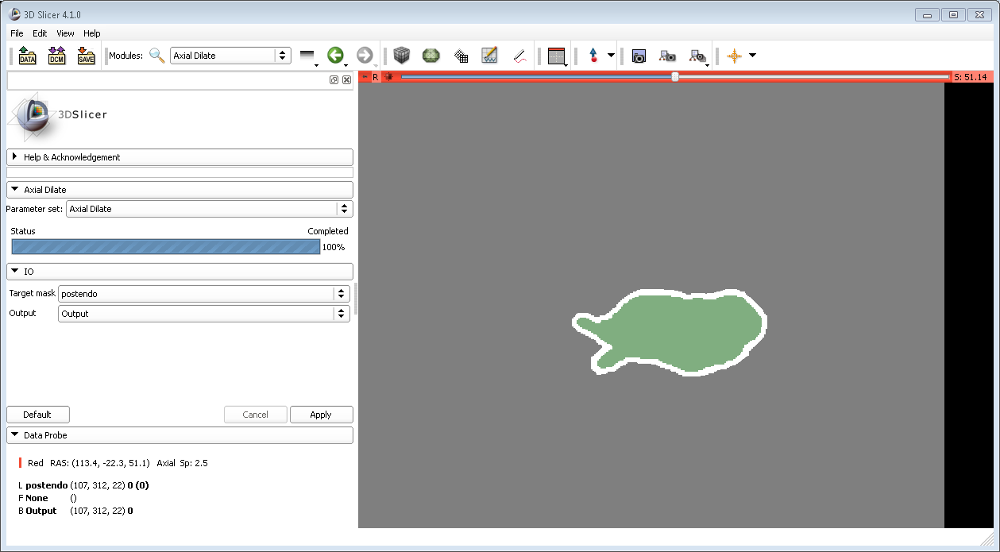 3D Slicer 4.1.0
File Edit View Help
DATA DCM SAVE Modules: Axial Dilate
R S: 51.14
3DSlicer
Help & Acknowledgement
Axial Dilate
Parameter set: Axial Dilate
Status Completed
100%
IO
Target mask postendo
Output Output
Default Cancel Apply
Data Probe
Red RAS: (113.4, -22.3, 51.1) Axial Sp: 2.5
L postendo (107, 312, 22) 0 (0)
F None ()
B Output (107, 312, 22) 0